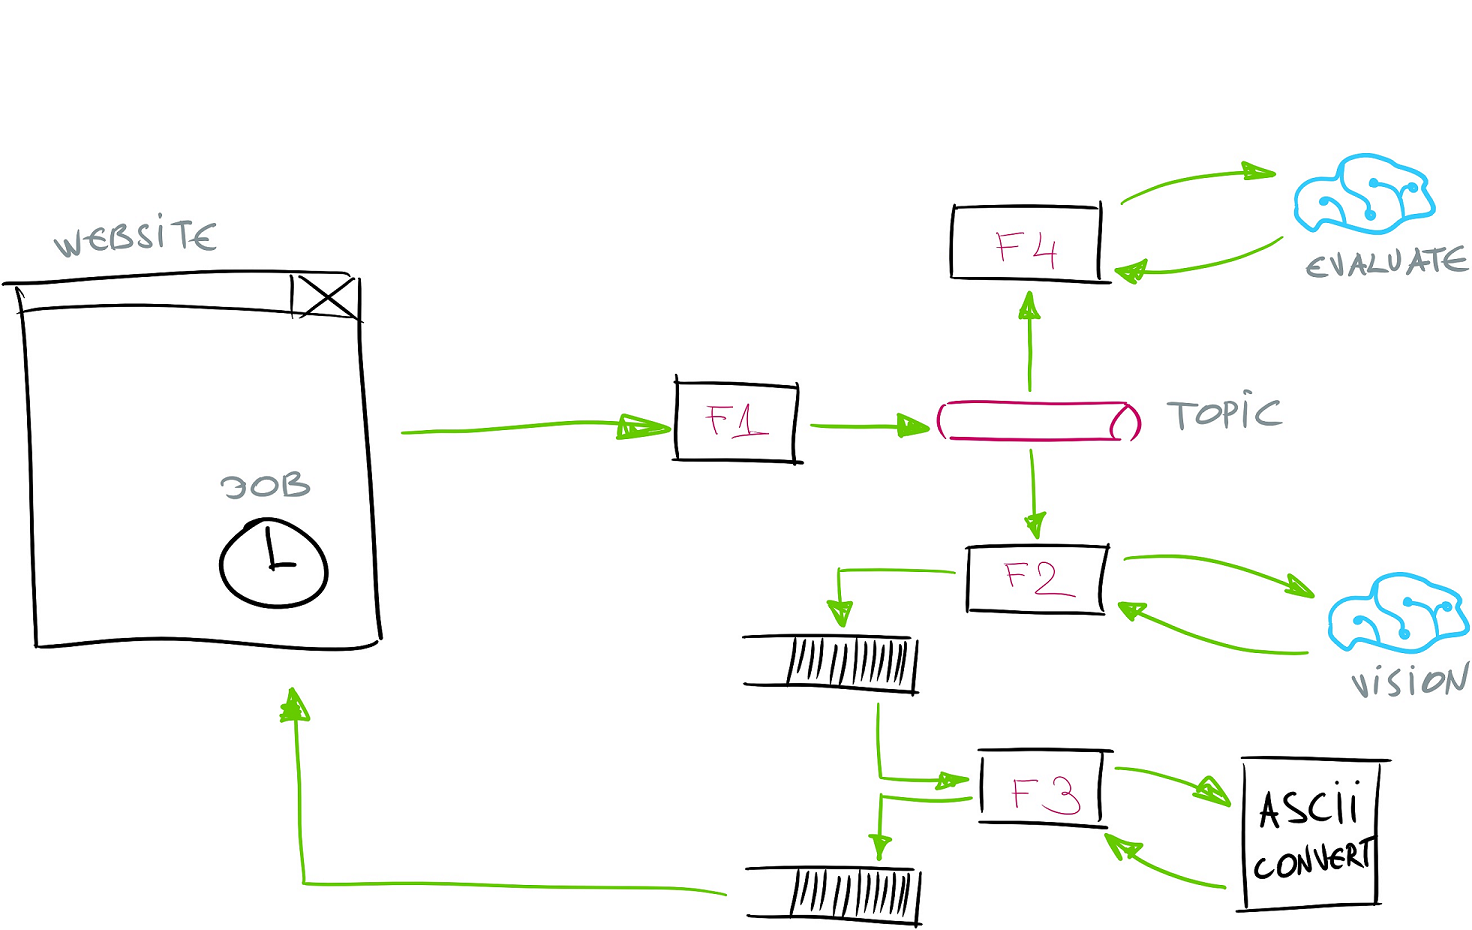 WEBSITE
JOB
F1
F4
EVALUATE
TOPIC
F2
VISION
F3
ASCII
CONVERT